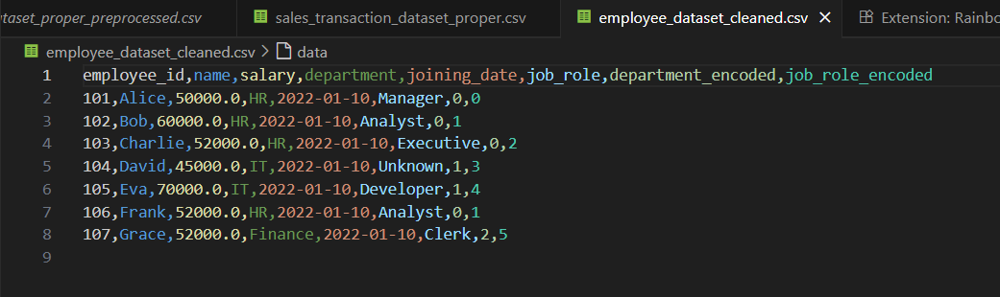 taset_proper_preprocessed.csv sales_transaction_dataset_proper.csv employee_dataset_cleaned.csv Extension: Rainbo
employee_dataset_cleaned.csv > data
1 employee_id,name,salary,department,joining_date,job_role,department_encoded,job_role_encoded
2 101,Alice,50000.0,HR,2022-01-10,Manager,0,0
3 102,Bob,60000.0,HR,2022-01-10,Analyst,0,1
4 103,Charlie,52000.0,HR,2022-01-10,Executive,0,2
5 104,David,45000.0,IT,2022-01-10,Unknown,1,3
6 105,Eva,70000.0,IT,2022-01-10,Developer,1,4
7 106,Frank,52000.0,HR,2022-01-10,Analyst,0,1
8 107,Grace,52000.0,Finance,2022-01-10,Clerk,2,5
9